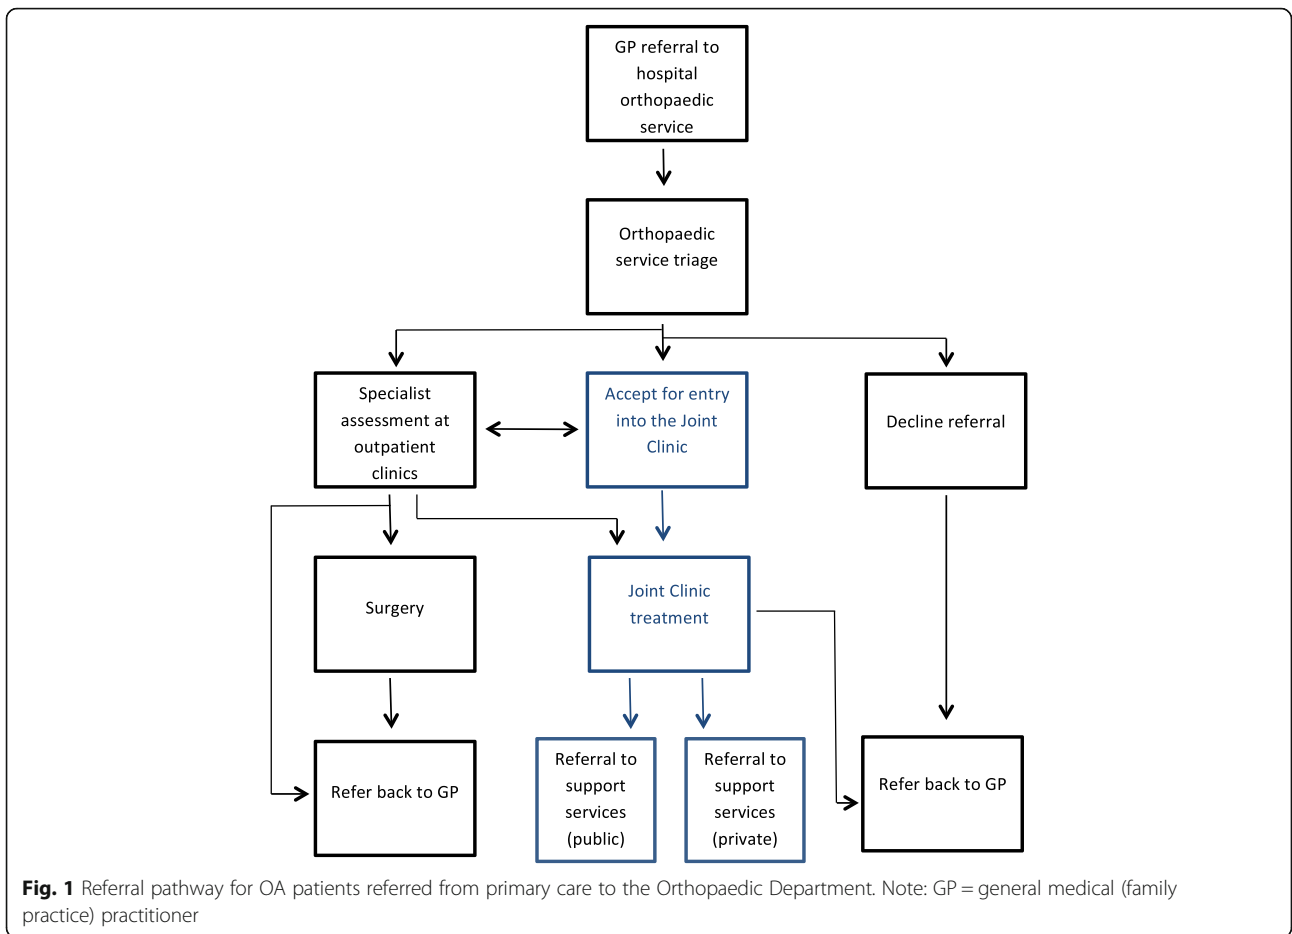 GP referral to
hospital
orthopaedic
service
Orthopaedic
service triage
Specialist
assessment at
outpatient
clinics
Accept for entry
into the Joint
Clinic
Decline referral
Surgery
Joint Clinic
treatment
Refer back to GP
Referral to
support
services
(public)
Referral to
support
services
(private)
Refer back to GP
Fig. 1 Referral pathway for OA patients referred from primary care to the Orthopaedic Department. Note: GP = general medical (family
practice) practitioner